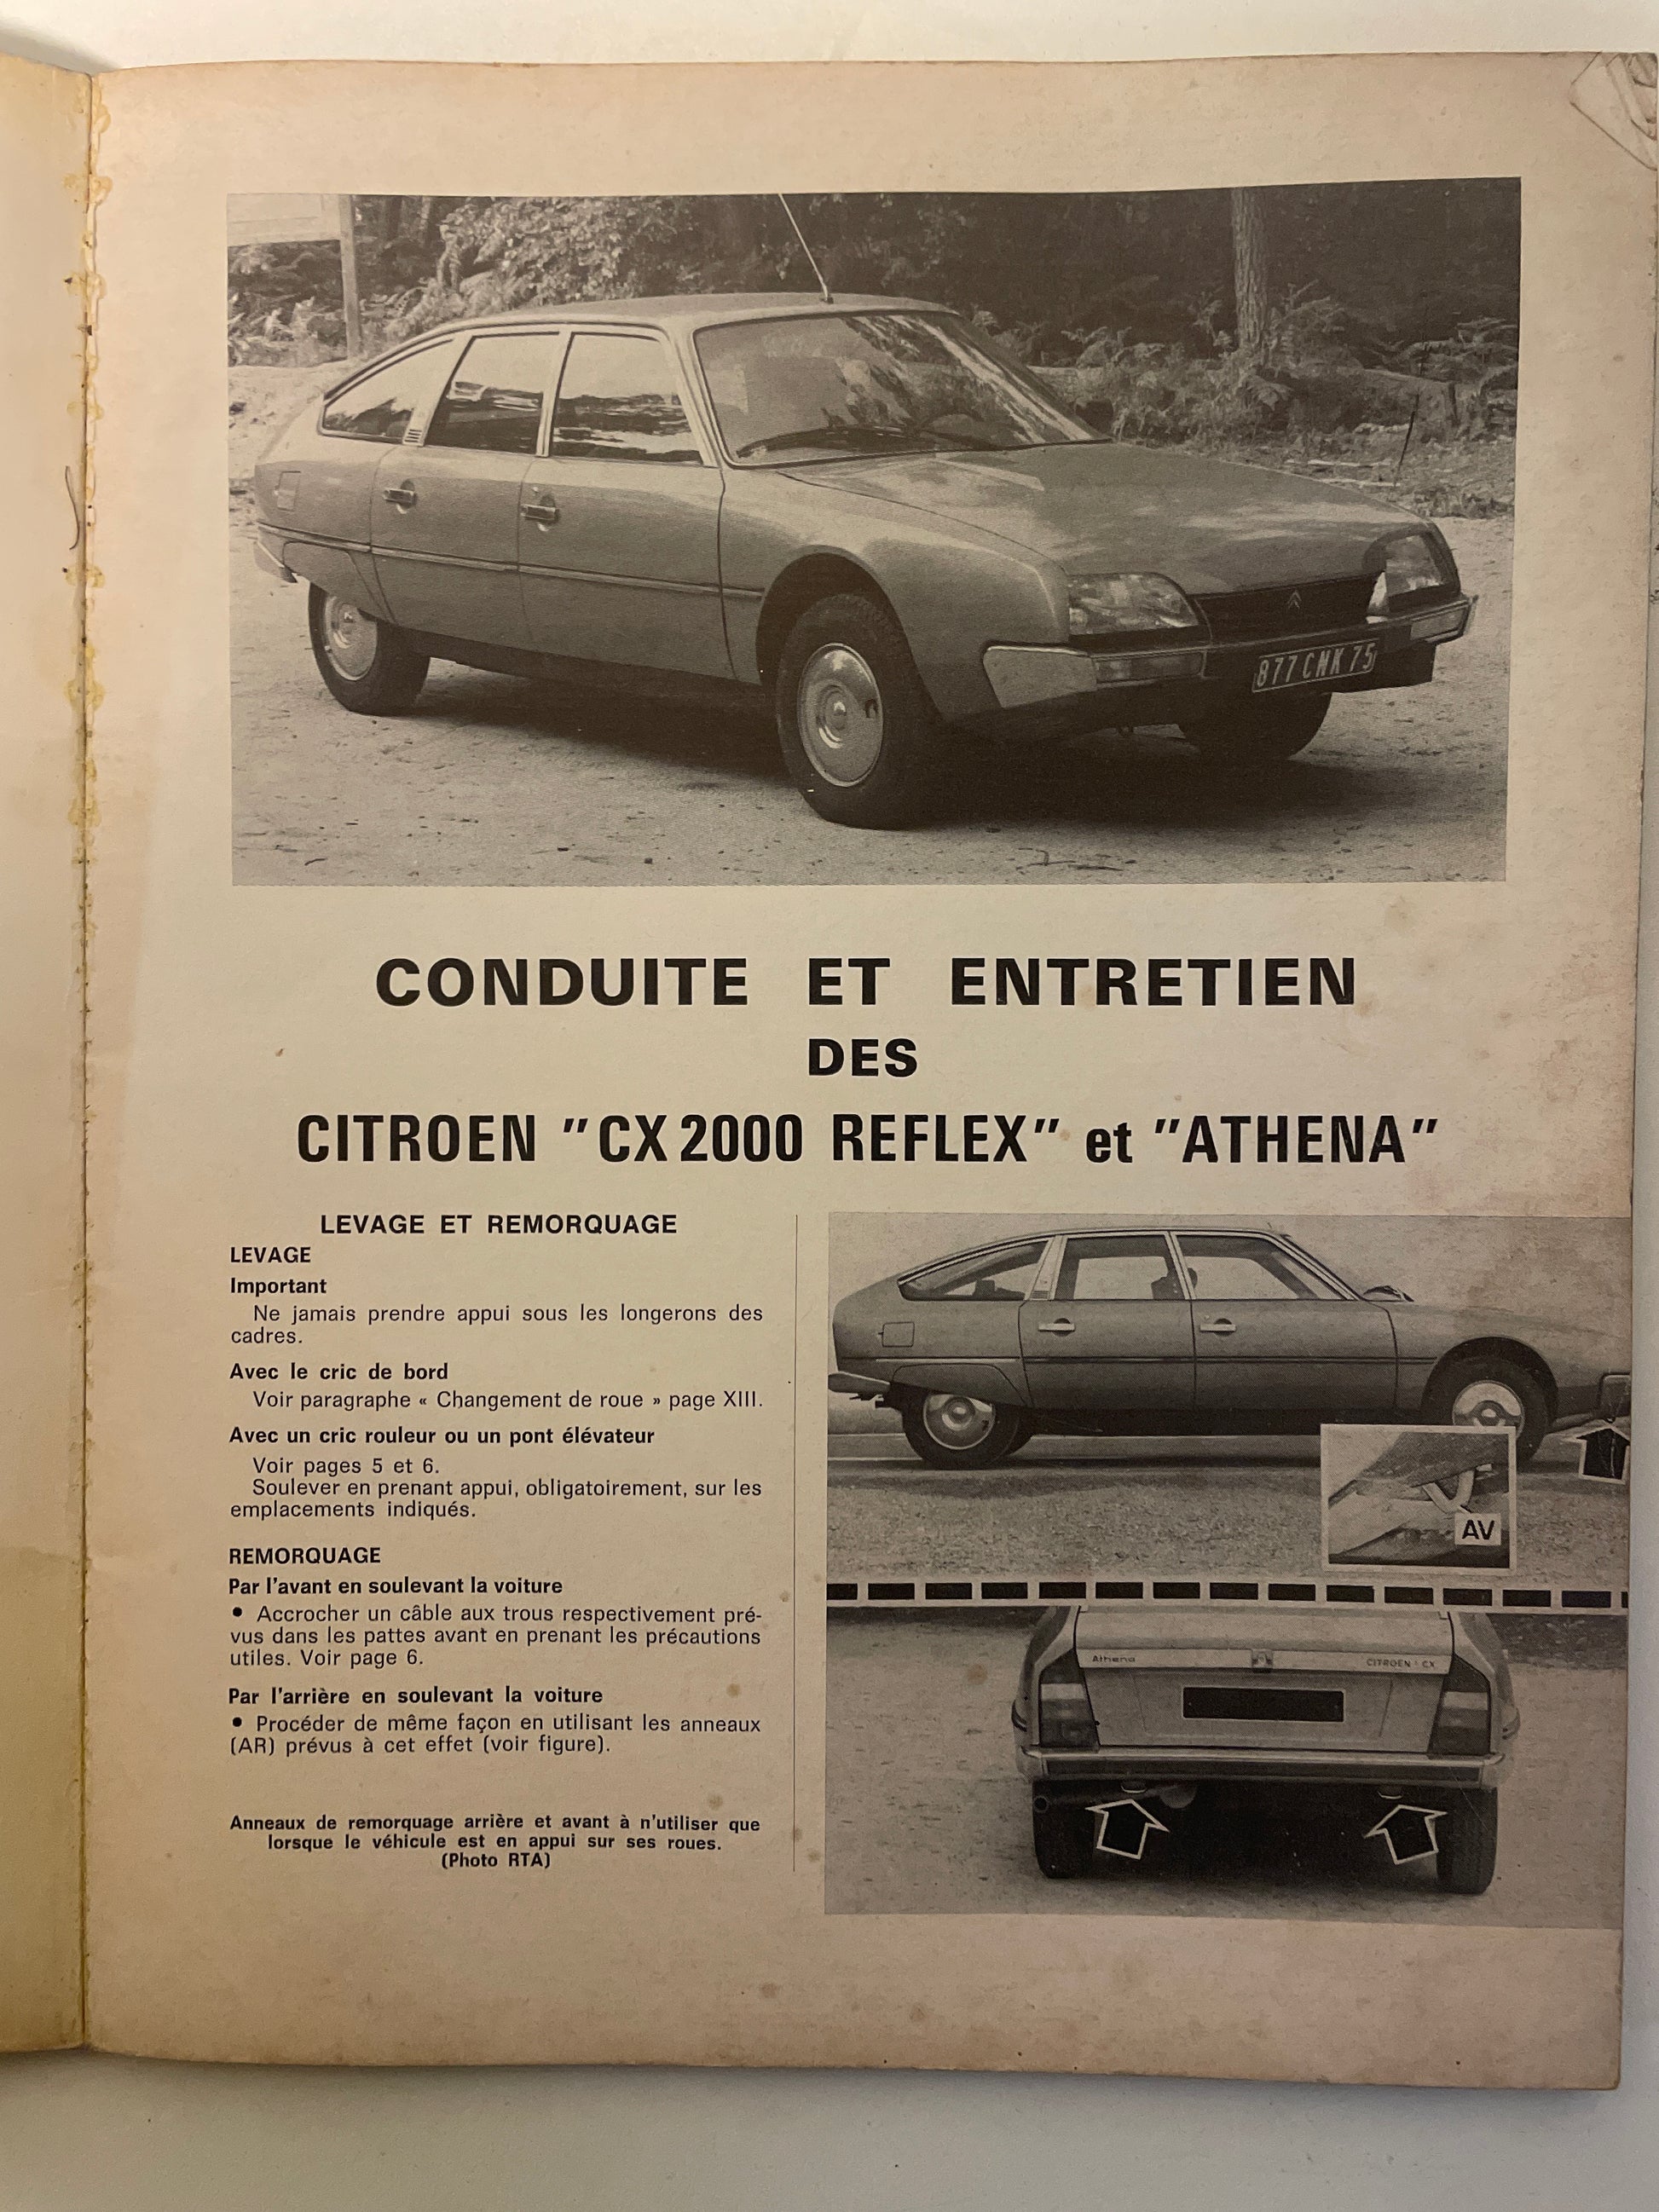 877 CNK 75
CONDUITE ET ENTRETIEN
DES
CITROEN "CX 2000 REFLEX" et "ATHENA"
LEVAGE ET REMORQUAGE
LEVAGE
Important
Ne jamais prendre appui sous les longerons des
cadres.
Avec le cric de bord
Voir paragraphe « Changement de roue » page XIII.
Avec un cric rouleur ou un pont élévateur
Voir pages 5 et 6.
Soulever en prenant appui, obligatoirement, sur les
emplacements indiqués.
REMORQUAGE
Par l'avant en soulevant la voiture
• Accrocher un câble aux trous respectivement pré-
vus dans les pattes avant en prenant les précautions
utiles. Voir page 6.
Par l'arrière en soulevant la voiture
• Procéder de même façon en utilisant les anneaux
(AR) prévus à cet effet (voir figure).
Anneaux de remorquage arrière et avant à n'utiliser que
lorsque le véhicule est en appui sur ses roues.
(Photo RTA)
AV
Athena
CITROEN CX